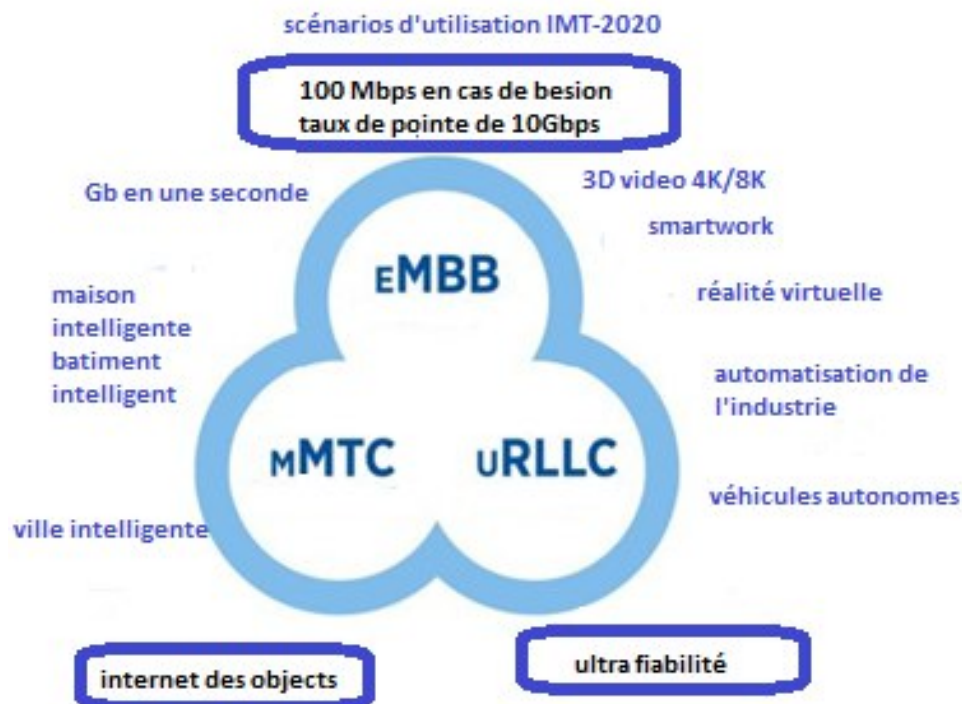 scénarios d'utilisation IMT-2020
100 Mbps en cas de besion
taux de pointe de 10Gbps
Gb en une seconde
3D video 4K/8K
smartwork
EMBB
maison
intelligente
batiment
intelligent
réalité virtuelle
automatisation de
l'industrie
MMTC
URLLC
véhicules autonomes
ville intelligente
internet des objects
ultra fiabilité